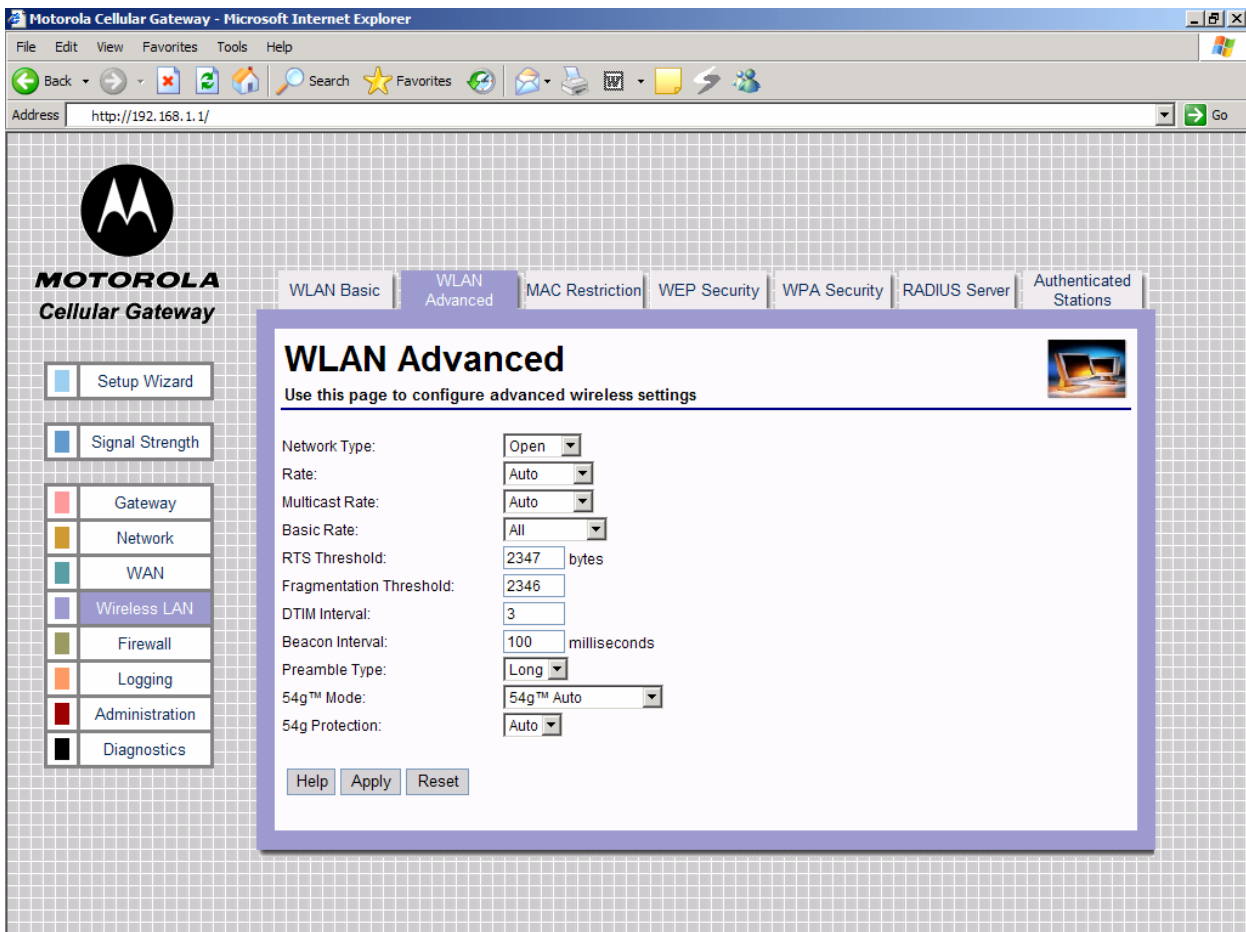 Motorola Cellular Gateway - Microsoft Internet Explorer
File Edit View Favorites Tools Help
Back Search Favorites
Address http://192.168.1.1/ Go
MOTOROLA
Cellular Gateway
WLAN Basic
WLAN Advanced
MAC Restriction
WEP Security
WPA Security
RADIUS Server
Authenticated Stations
Setup Wizard
Signal Strength
Gateway
Network
WAN
Wireless LAN
Firewall
Logging
Administration
Diagnostics
WLAN Advanced
Use this page to configure advanced wireless settings
Network Type: Open
Rate: Auto
Multicast Rate: Auto
Basic Rate: All
RTS Threshold: 2347 bytes
Fragmentation Threshold: 2346
DTIM Interval: 3
Beacon Interval: 100 milliseconds
Preamble Type: Long
54g™ Mode: 54g™ Auto
54g Protection: Auto
Help Apply Reset